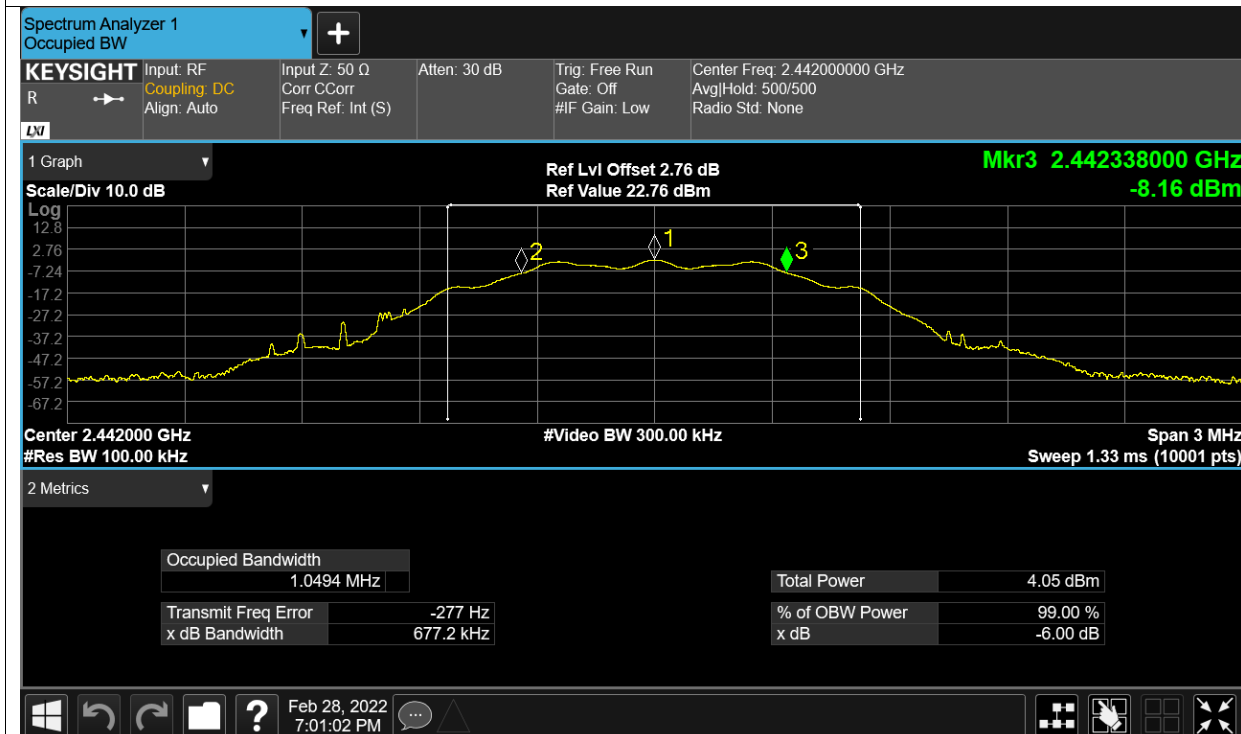 Spectrum Analyzer 1
Occupied BW
KEYSIGHT
R
LXI
Input: RF
Coupling: DC
Align: Auto
Input Z: 50 Ω
Corr CCorr
Freq Ref: Int (S)
Atten: 30 dB
Trig: Free Run
Gate: Off
#IF Gain: Low
Center Freq: 2.442000000 GHz
Avg|Hold: 500/500
Radio Std: None
1 Graph
Scale/Div 10.0 dB
Ref Lvl Offset 2.76 dB
Ref Value 22.76 dBm
Mkr3 2.442338000 GHz
-8.16 dBm
Log
12.8
2.76
-7.24
-17.2
-27.2
-37.2
-47.2
-57.2
-67.2
2
1
3
Center 2.442000 GHz
#Res BW 100.00 kHz
#Video BW 300.00 kHz
Span 3 MHz
Sweep 1.33 ms (10001 pts)
2 Metrics
Occupied Bandwidth
1.0494 MHz
Transmit Freq Error -277 Hz
x dB Bandwidth 677.2 kHz
Total Power 4.05 dBm
% of OBW Power 99.00 %
x dB -6.00 dB
Feb 28, 2022
7:01:02 PM